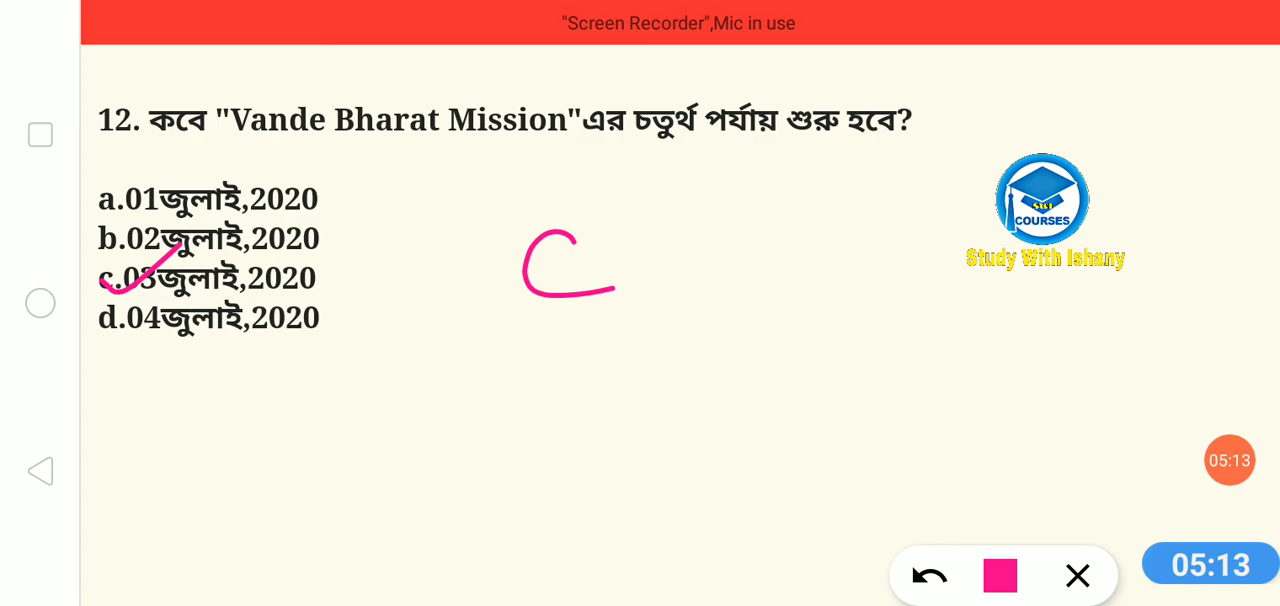 "Screen Recorder",Mic in use
12. কবে "Vande Bharat Mission"এর চতুর্থ পর্যায় শুরু হবে?
a.01জুলাই,2020
b.02জুলাই,2020
c.03জুলাই,2020
d.04জুলাই,2020
C
COURSES
Study With Ishany
05:13
05:13